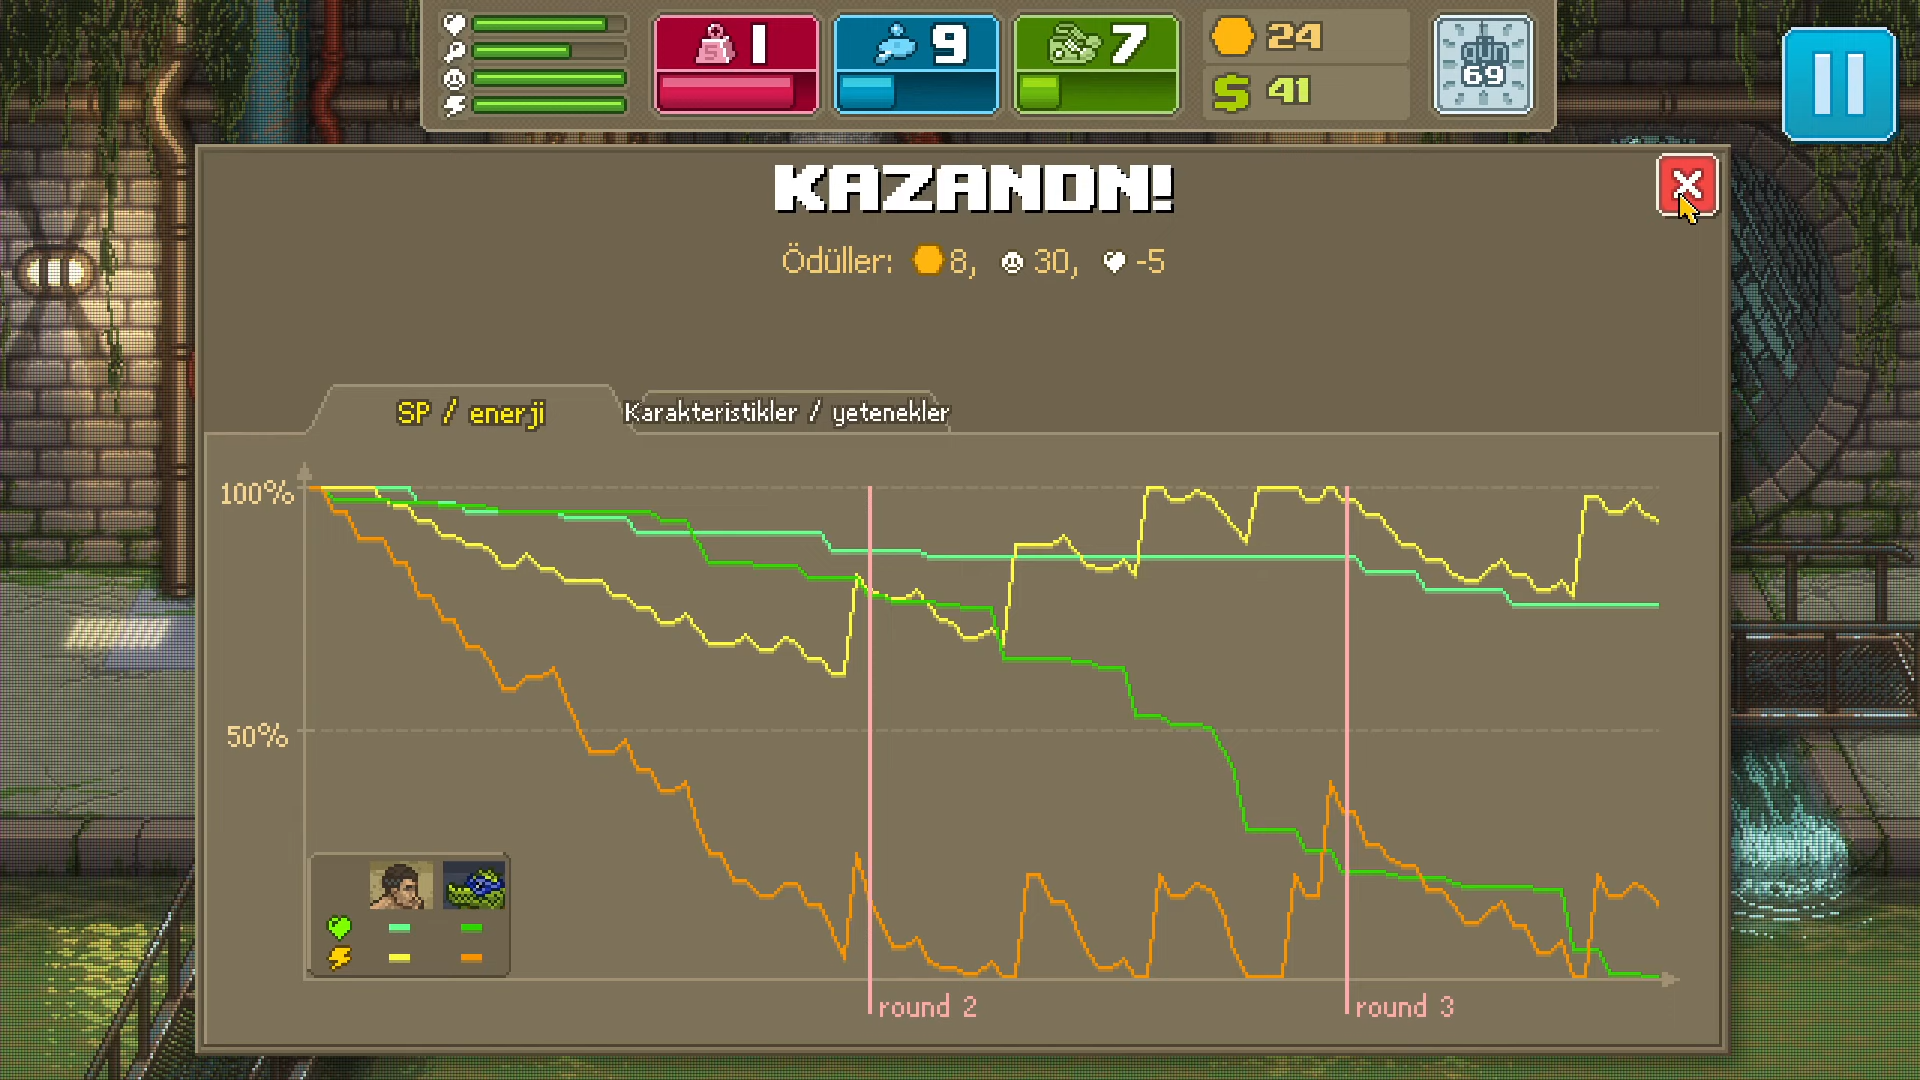 1
9
7
24
$ 41
69
KAZANDN!
Ödüller: 8, 30, -5
SP / enerji
Karakteristikler / yetenekler
100%
50%
round 2
round 3